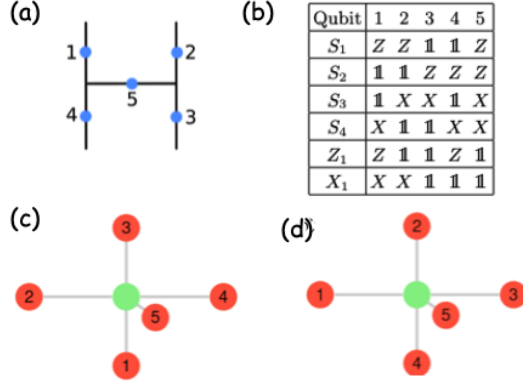 (a)
1
2
5
4
3
(b)
Qubit 1 2 3 4 5
S₁ Z Z 𝟙 𝟙 Z
S₂ 𝟙 𝟙 Z Z Z
S₃ 𝟙 X X 𝟙 X
S₄ X 𝟙 𝟙 X X
Z₁ Z 𝟙 𝟙 Z 𝟙
X₁ X X 𝟙 𝟙 𝟙
(c)
3
2
4
5
1
(d)
2
1
3
5
4